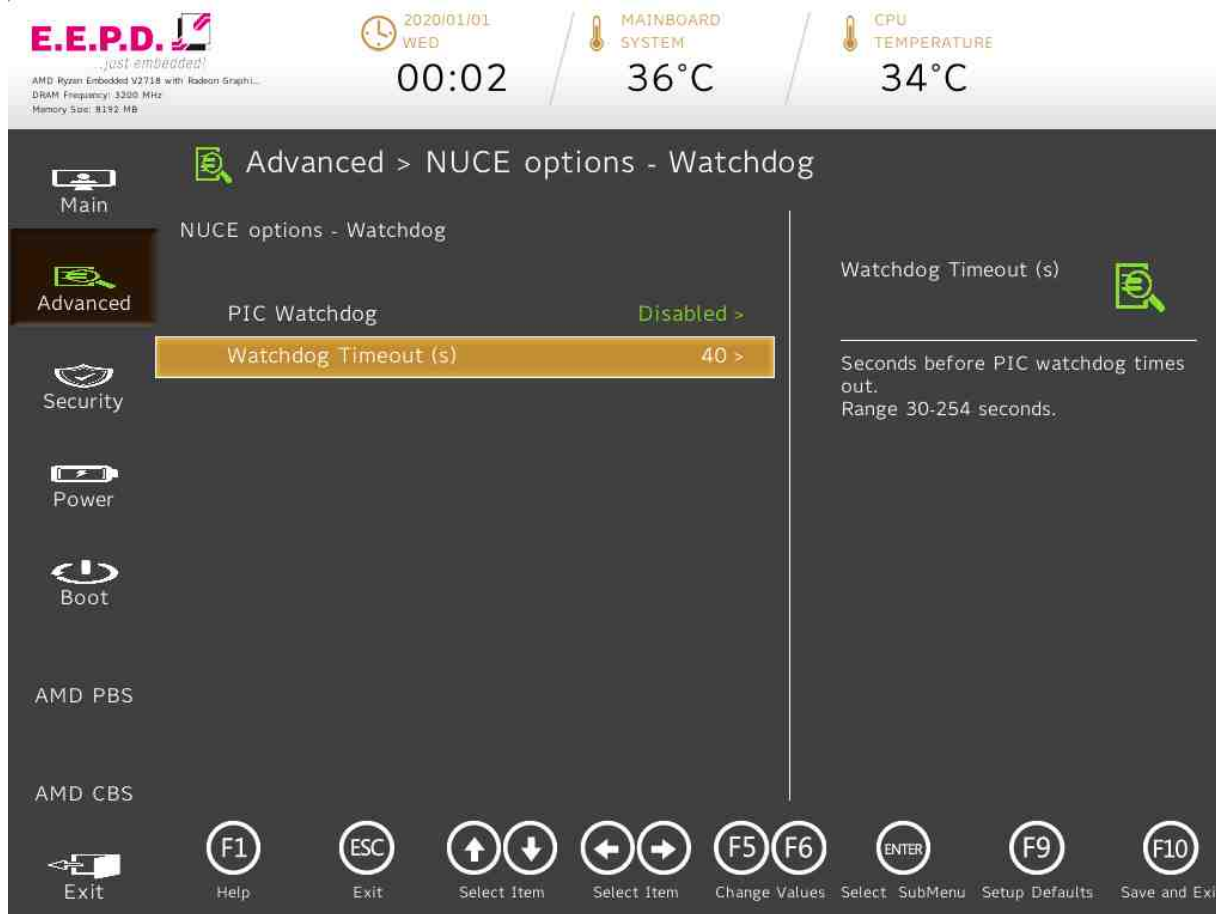 E.E.P.D.
...just embedded!
AMD Ryzen Embedded V2718 with Radeon Graphi...
DRAM Frequency: 3200 MHz
Memory Size: 8192 MB
2020/01/01
WED
00:02
MAINBOARD
SYSTEM
36°C
CPU
TEMPERATURE
34°C
Main
Advanced
Security
Power
Boot
AMD PBS
AMD CBS
Exit
Advanced > NUCE options - Watchdog
NUCE options - Watchdog
PIC Watchdog Disabled >
Watchdog Timeout (s) 40 >
Watchdog Timeout (s)
Seconds before PIC watchdog times
out.
Range 30-254 seconds.
F1
Help
ESC
Exit
Select Item
Select Item
F5 F6
Change Values
ENTER
Select SubMenu
F9
Setup Defaults
F10
Save and Exi